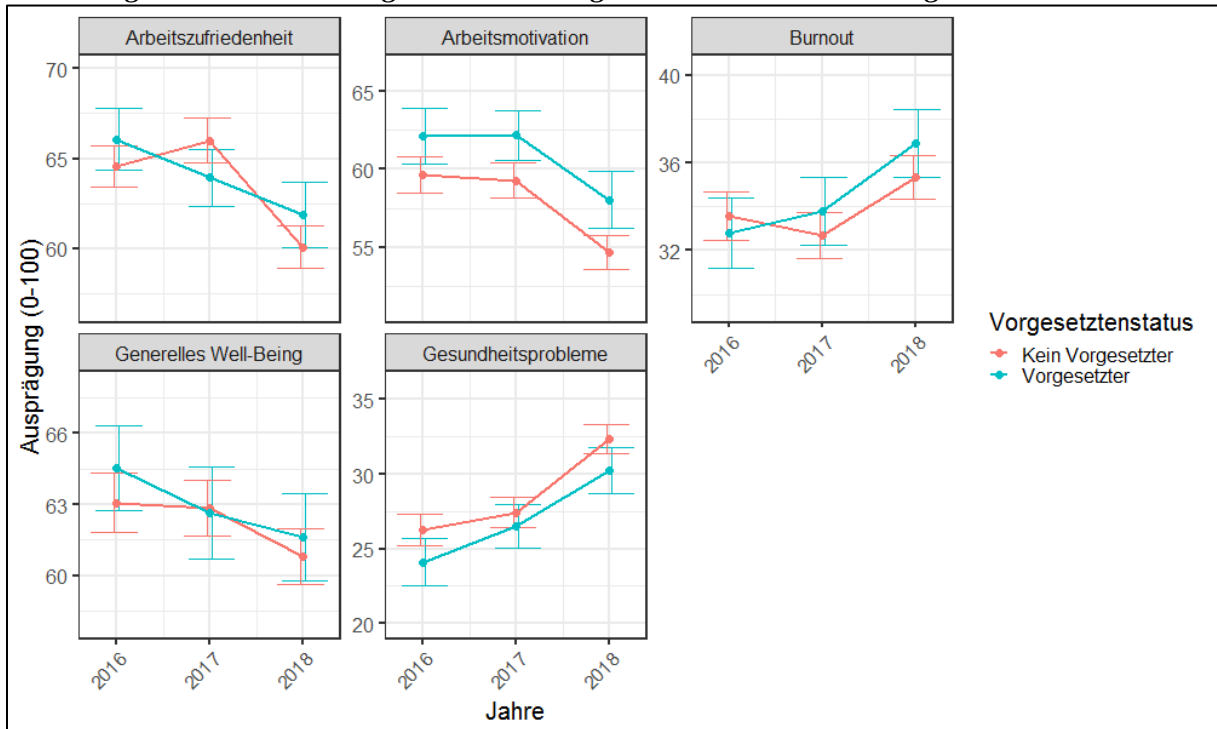 Arbeitszufriedenheit
Arbeitsmotivation
Burnout
70
65
60
65
60
55
40
36
32
2016
2017
2018
Generelles Well-Being
Gesundheitsprobleme
66
63
60
35
30
25
20
2016
2017
2018
2016
2017
2018
Ausprägung (0-100)
Jahre
Vorgesetztenstatus
Kein Vorgesetzter
Vorgesetzter